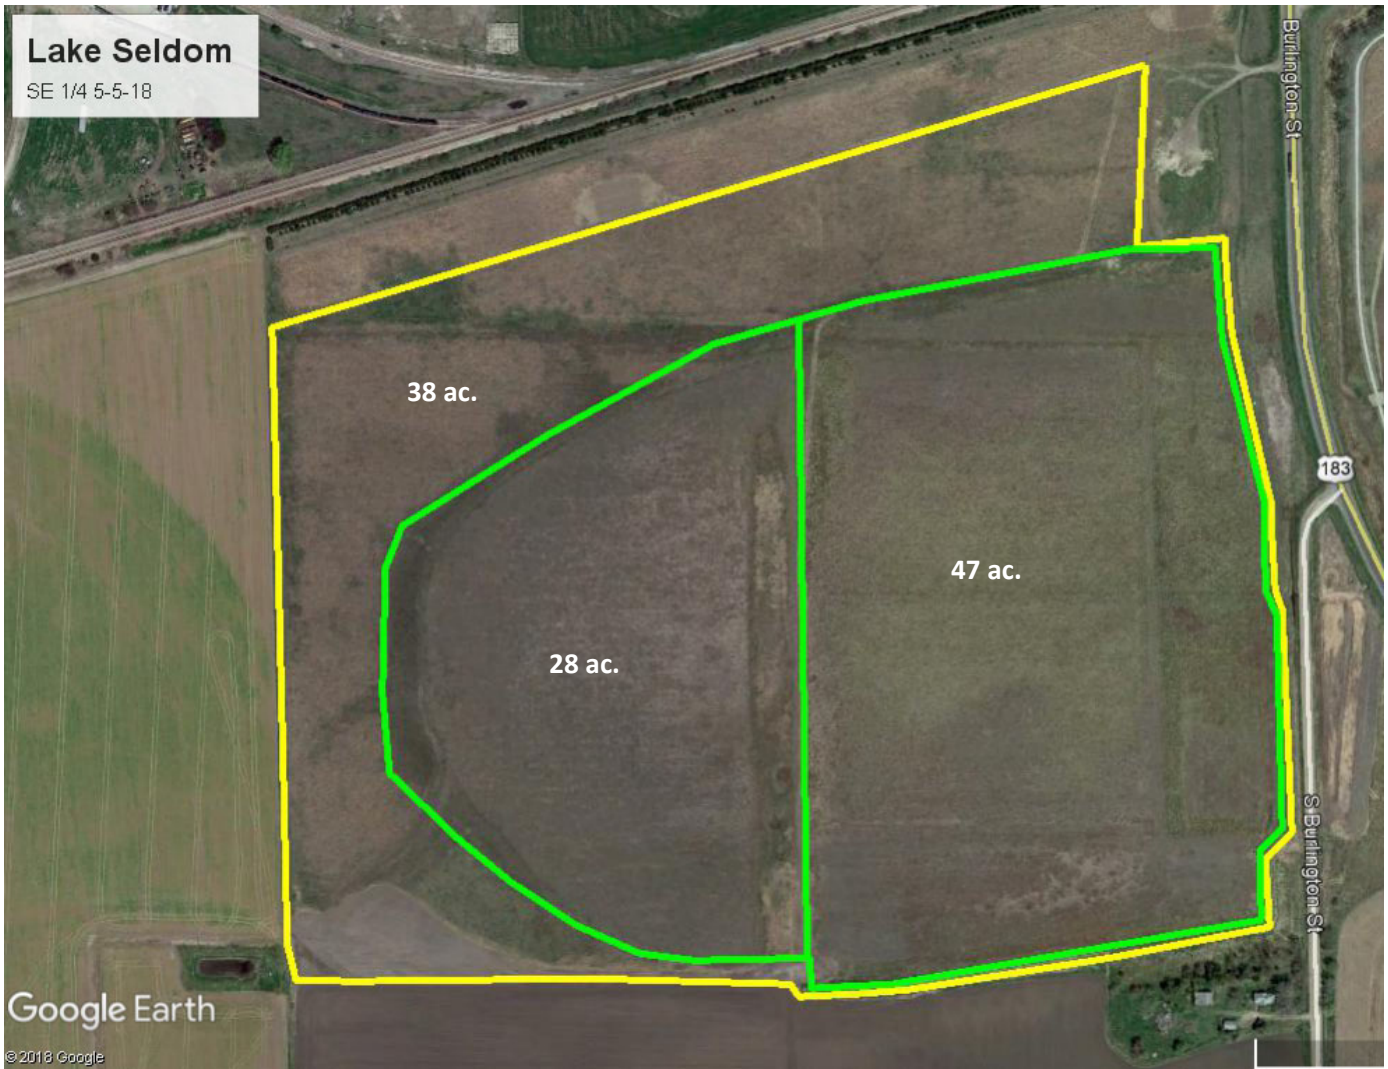 Lake Seldom
SE 1/4 5-5-18
Burlington St
38 ac.
183
47 ac.
28 ac.
S Burlington St
Google Earth
© 2018 Google